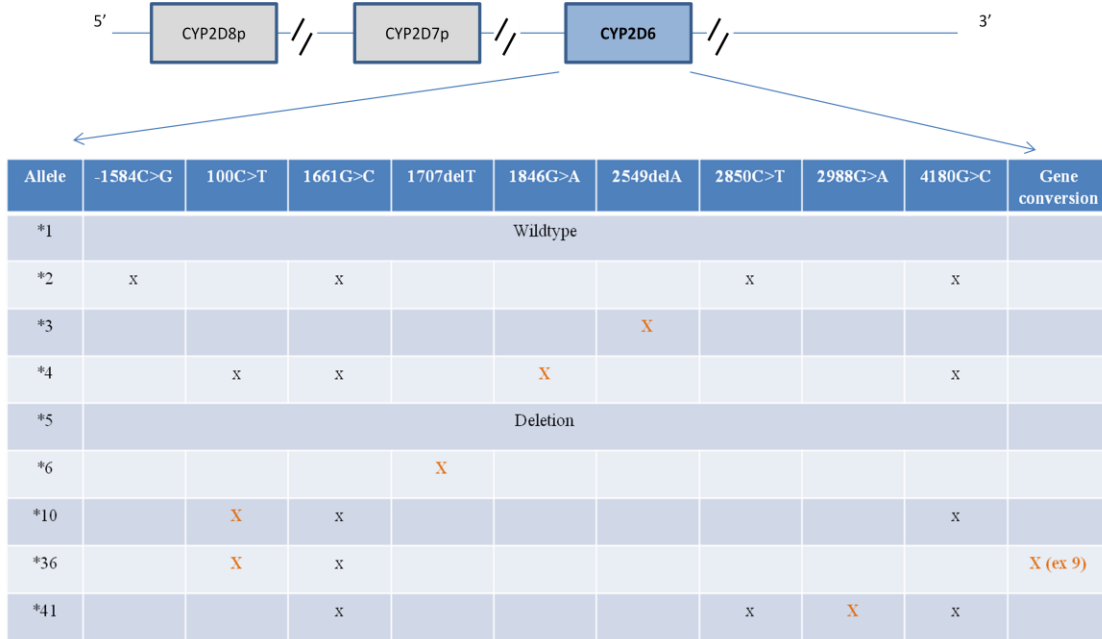 5’ 3’
CYP2D8p CYP2D7p CYP2D6
Allele -1584C>G 100C>T 1661G>C 1707delT 1846G>A 2549delA 2850C>T 2988G>A 4180G>C Gene conversion
*1 Wildtype
*2 x x x x
*3 X
*4 x x X x
*5 Deletion
*6 X
*10 X x x
*36 X x X (ex 9)
*41 x x X x